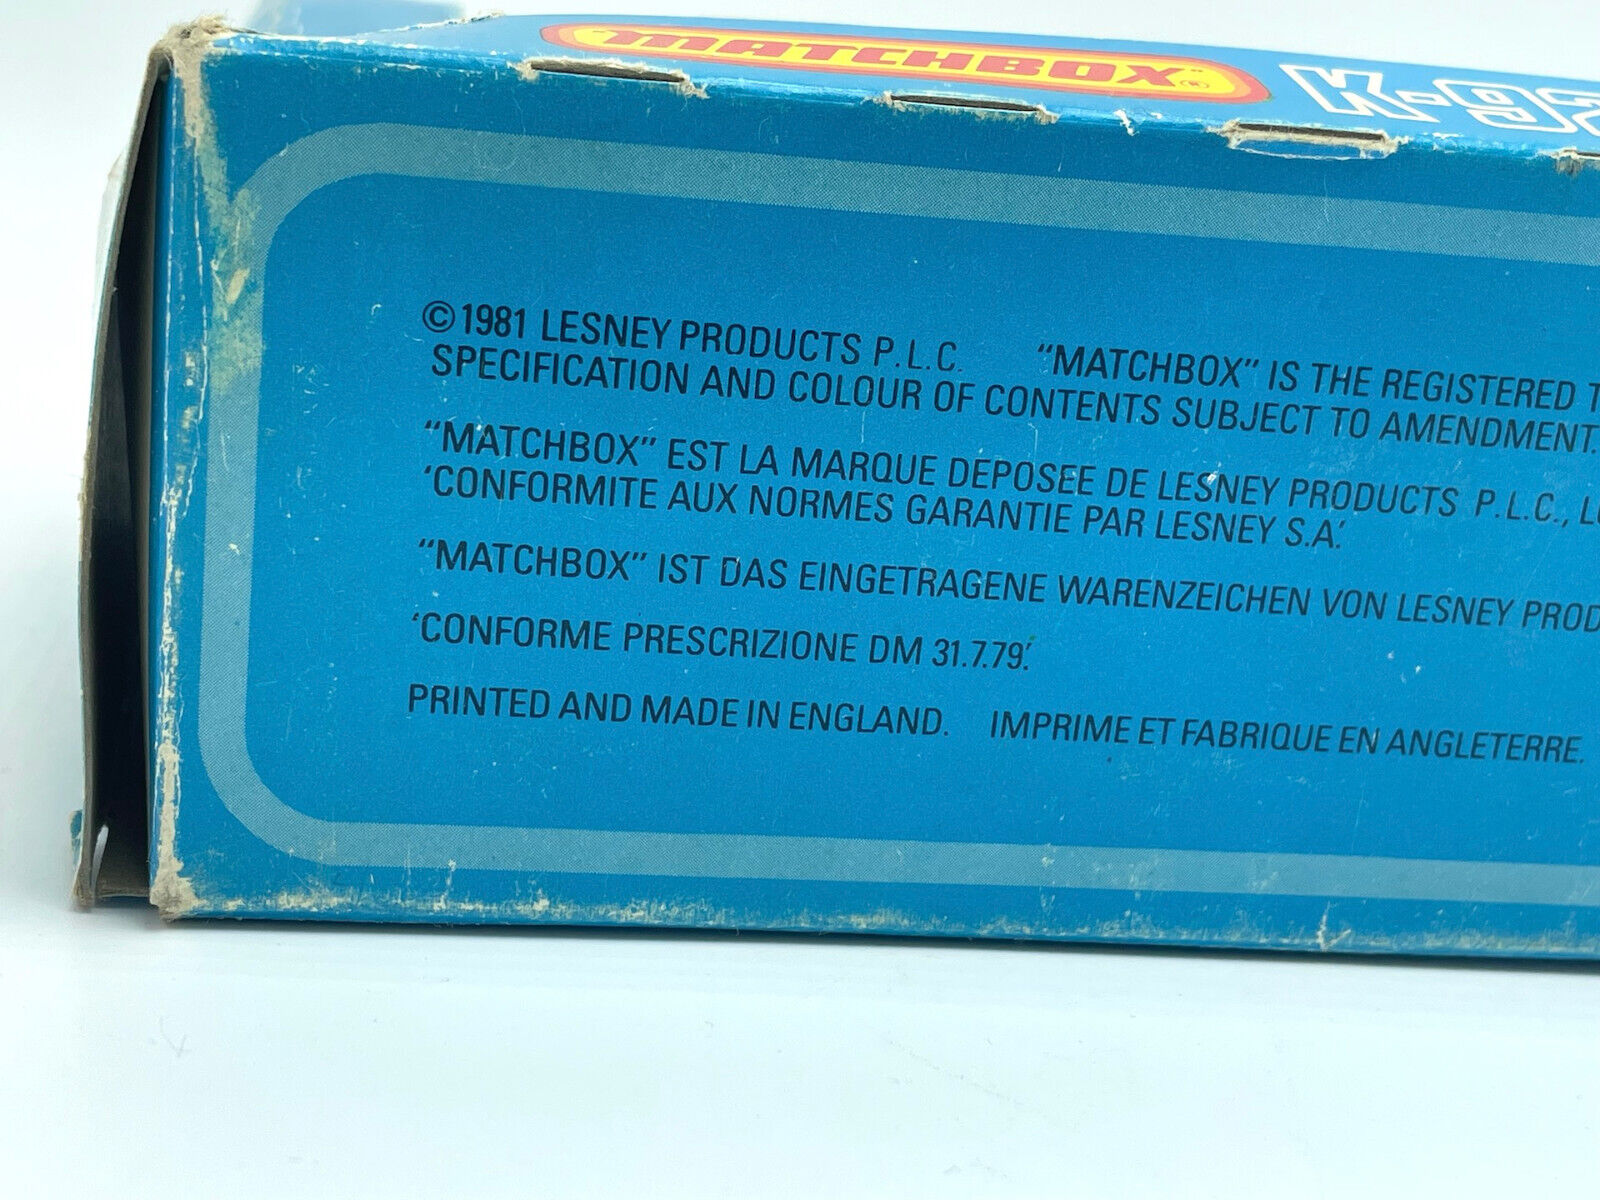 MATCHBOX ®
K-92
© 1981 LESNEY PRODUCTS P.L.C. "MATCHBOX" IS THE REGISTERED
SPECIFICATION AND COLOUR OF CONTENTS SUBJECT TO AMENDMENT.
"MATCHBOX" EST LA MARQUE DEPOSEE DE LESNEY PRODUCTS P.L.C.,
'CONFORMITE AUX NORMES GARANTIE PAR LESNEY S.A.'
"MATCHBOX" IST DAS EINGETRAGENE WARENZEICHEN VON LESNEY
'CONFORME PRESCRIZIONE DM 31.7.79.'
PRINTED AND MADE IN ENGLAND. IMPRIME ET FABRIQUE EN ANGLETERRE.